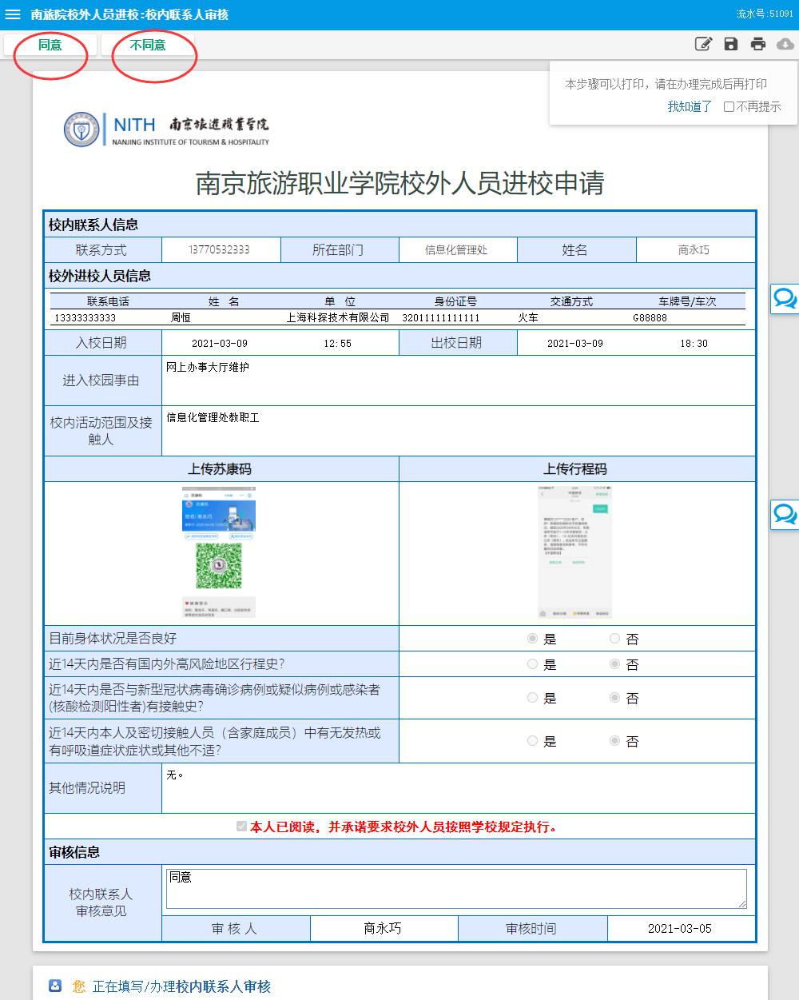 南旅院校外人员进校:校内联系人审核
流水号:51091
同意
不同意
本步骤可以打印，请在办理完成后再打印
我知道了 不再提示
NITH 南京旅游職業学院
NANJING INSTITUTE OF TOURISM & HOSPITALITY
南京旅游职业学院校外人员进校申请
校内联系人信息
联系方式 13770532333 所在部门 信息化管理处 姓名 商永巧
校外进校人员信息
联系电话 姓 名 单 位 身份证号 交通方式 车牌号/车次
13333333333 周恒 上海科探技术有限公司 32011111111111 火车 G88888
入校日期 2021-03-09 12:55 出校日期 2021-03-09 18:30
进入校园事由 网上办事大厅维护
校内活动范围及接
触人
信息化管理处教职工
上传苏康码 上传行程码
目前身体状况是否良好 是 否
近14天内是否有国内外高风险地区行程史? 是 否
近14天内是否与新型冠状病毒确诊病例或疑似病例或感染者
(核酸检测阳性者)有接触史?
是 否
近14天内本人及密切接触人员（含家庭成员）中有无发热或
有呼吸道症状症状或其他不适?
是 否
其他情况说明 无。
本人已阅读，并承诺要求校外人员按照学校规定执行。
审核信息
校内联系人
审核意见
同意
审 核 人 商永巧 审核时间 2021-03-05
您 正在填写/办理校内联系人审核